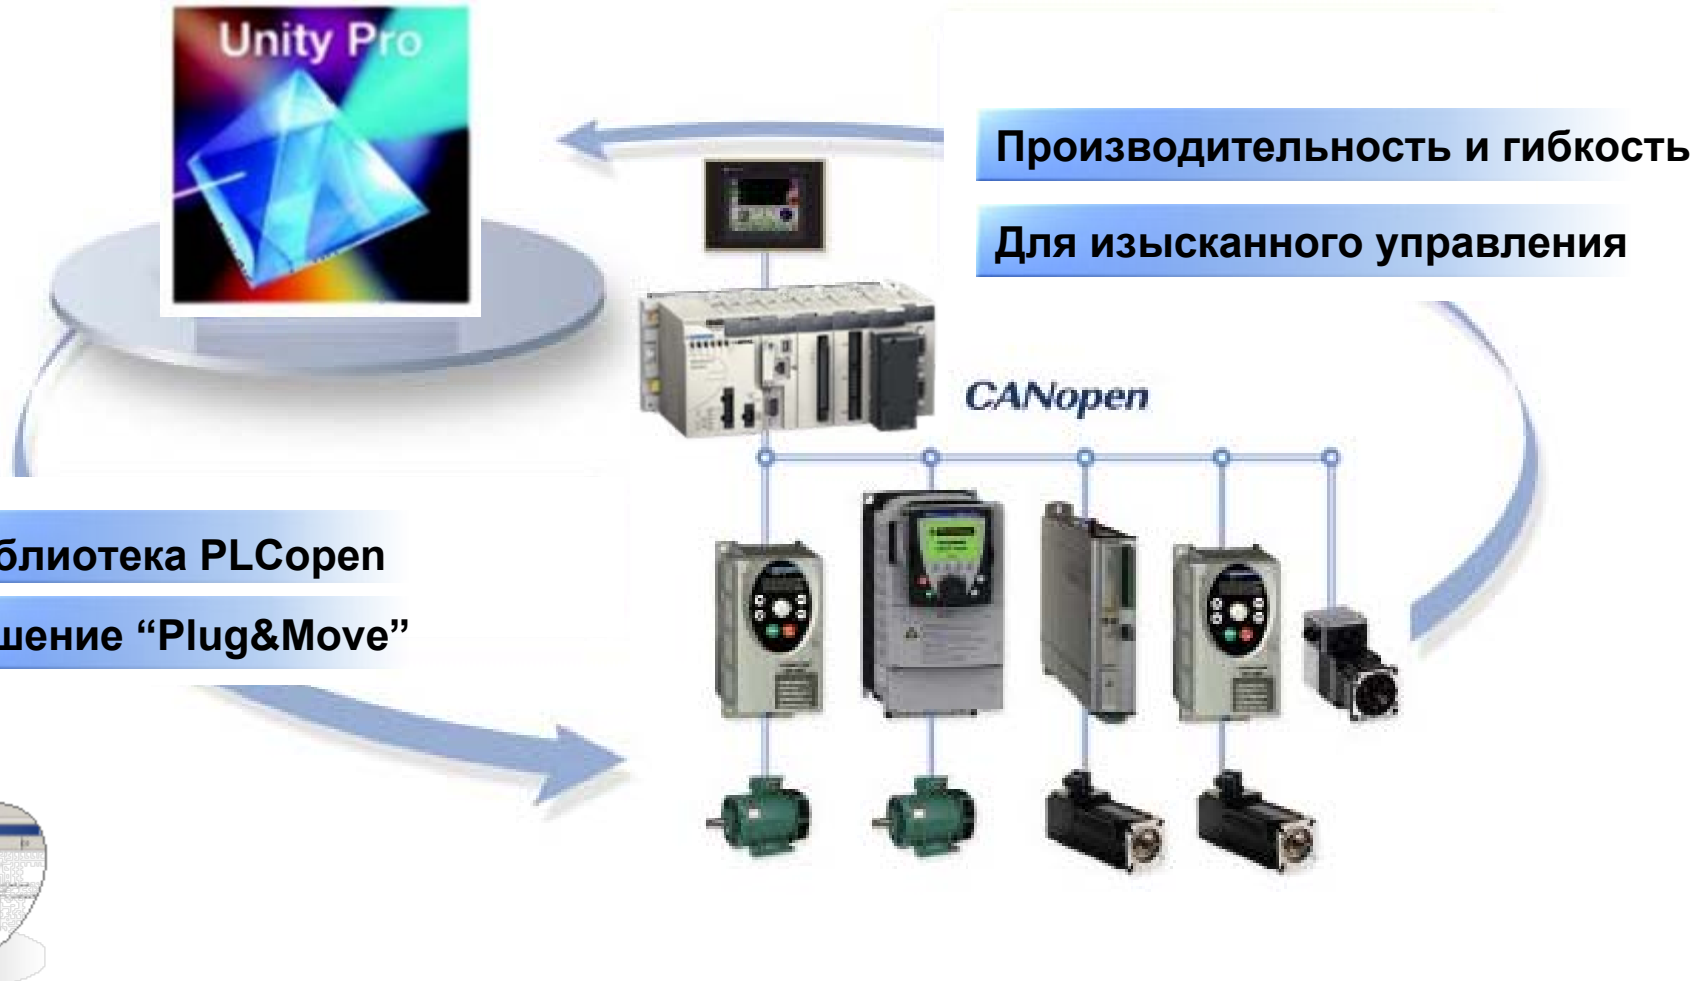 Unity Pro
Производительность и гибкость
Для изысканного управления
CANopen
блиотека PLCopen
шение “Plug&Move”